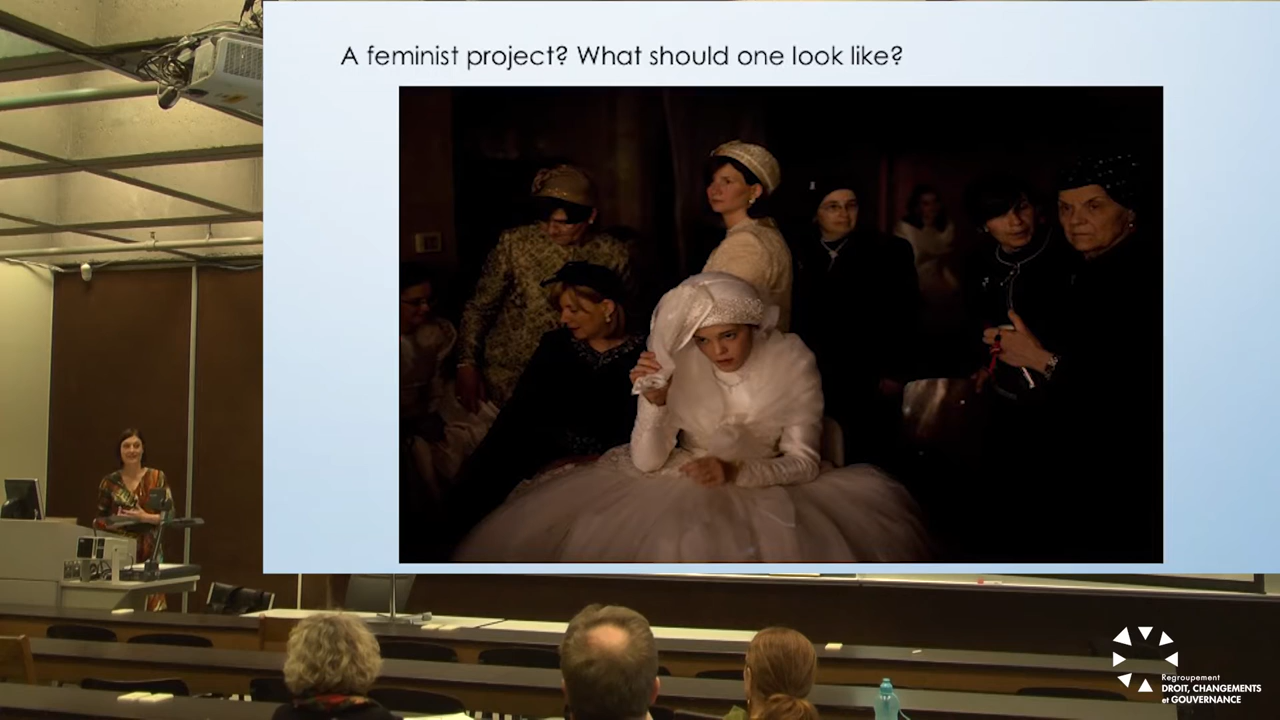 A feminist project? What should one look like?
Regroupement
DROIT, CHANGEMENTS
et GOUVERNANCE